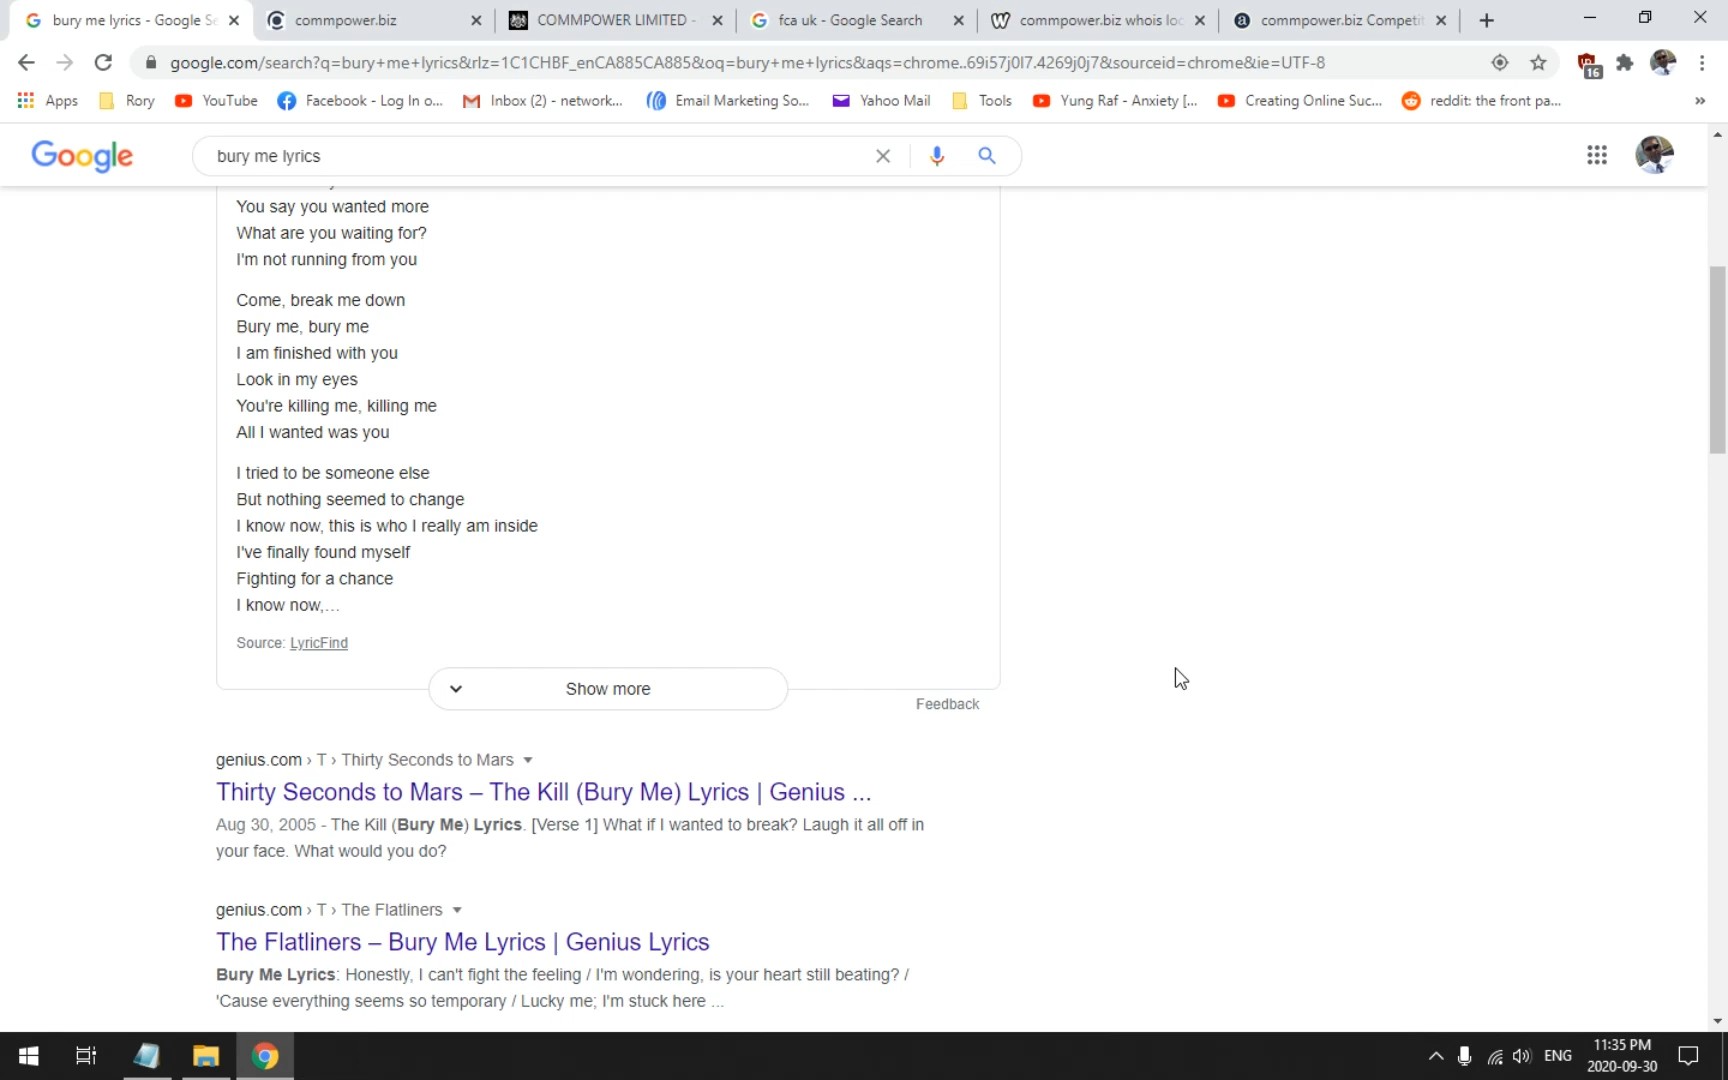 bury me lyrics - Google Se
commpower.biz
COMMPOWER LIMITED -
fca uk - Google Search
commpower.biz whois loc
commpower.biz Competit
google.com/search?q=bury+me+lyrics&rlz=1C1CHBF_enCA885CA885&oq=bury+me+lyrics&aqs=chrome..69i57j0l7.4269j0j7&sourceid=chrome&ie=UTF-8
16
Apps
Rory
YouTube
Facebook - Log In o...
Inbox (2) - network...
Email Marketing So...
Yahoo Mail
Tools
Yung Raf - Anxiety [...
Creating Online Suc...
reddit: the front pa...
Google
bury me lyrics
You say you wanted more
What are you waiting for?
I'm not running from you
Come, break me down
Bury me, bury me
I am finished with you
Look in my eyes
You're killing me, killing me
All I wanted was you
I tried to be someone else
But nothing seemed to change
I know now, this is who I really am inside
I've finally found myself
Fighting for a chance
I know now,...
Source: LyricFind
Show more
Feedback
genius.com › T › Thirty Seconds to Mars
Thirty Seconds to Mars – The Kill (Bury Me) Lyrics | Genius ...
Aug 30, 2005 - The Kill (Bury Me) Lyrics. [Verse 1] What if I wanted to break? Laugh it all off in
your face. What would you do?
genius.com › T › The Flatliners
The Flatliners – Bury Me Lyrics | Genius Lyrics
Bury Me Lyrics: Honestly, I can't fight the feeling / I'm wondering, is your heart still beating? /
'Cause everything seems so temporary / Lucky me; I'm stuck here ...
ENG
11:35 PM
2020-09-30